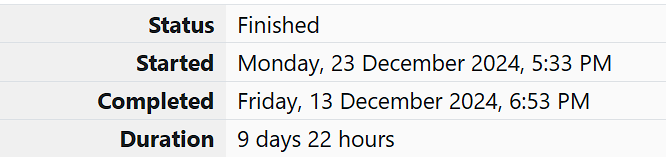 Status Finished
Started Monday, 23 December 2024, 5:33 PM
Completed Friday, 13 December 2024, 6:53 PM
Duration 9 days 22 hours